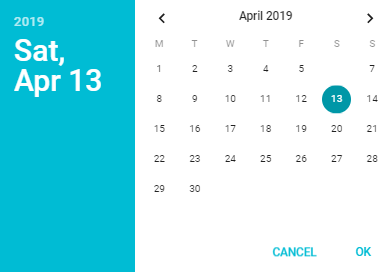 2019
Sat,
Apr 13
April 2019
M T W T F S S
1 2 3 4 5 7
8 9 10 11 12 13 14
15 16 17 18 19 20 21
22 23 24 25 26 27 28
29 30
CANCEL OK